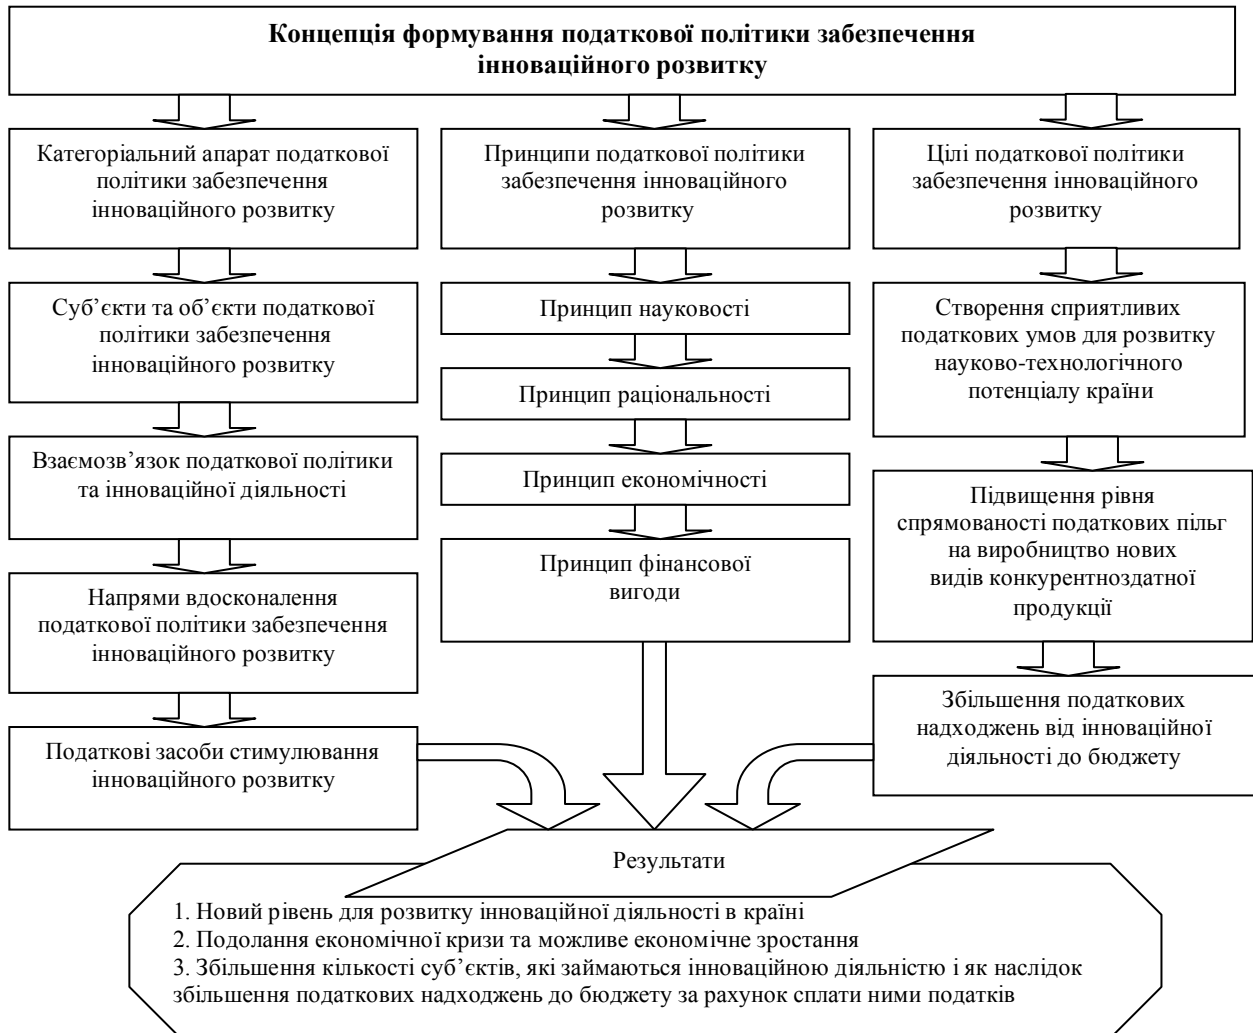 Концепція формування податкової політики забезпечення
інноваційного розвитку
Категоріальний апарат податкової
політики забезпечення
інноваційного розвитку
Суб’єкти та об’єкти податкової
політики забезпечення
інноваційного розвитку
Взаємозв’язок податкової політики
та інноваційної діяльності
Напрями вдосконалення
податкової політики забезпечення
інноваційного розвитку
Податкові засоби стимулювання
інноваційного розвитку
Принципи податкової політики
забезпечення інноваційного
розвитку
Принцип науковості
Принцип раціональності
Принцип економічності
Принцип фінансової
вигоди
Цілі податкової політики
забезпечення інноваційного
розвитку
Створення сприятливих
податкових умов для розвитку
науково-технологічного
потенціалу країни
Підвищення рівня
спрямованості податкових пільг
на виробництво нових
видів конкурентноздатної
продукції
Збільшення податкових
надходжень від інноваційної
діяльності до бюджету
Результати
1. Новий рівень для розвитку інноваційної діяльності в країні
2. Подолання економічної кризи та можливе економічне зростання
3. Збільшення кількості суб’єктів, які займаються інноваційною діяльністю і як наслідок
збільшення податкових надходжень до бюджету за рахунок сплати ними податків